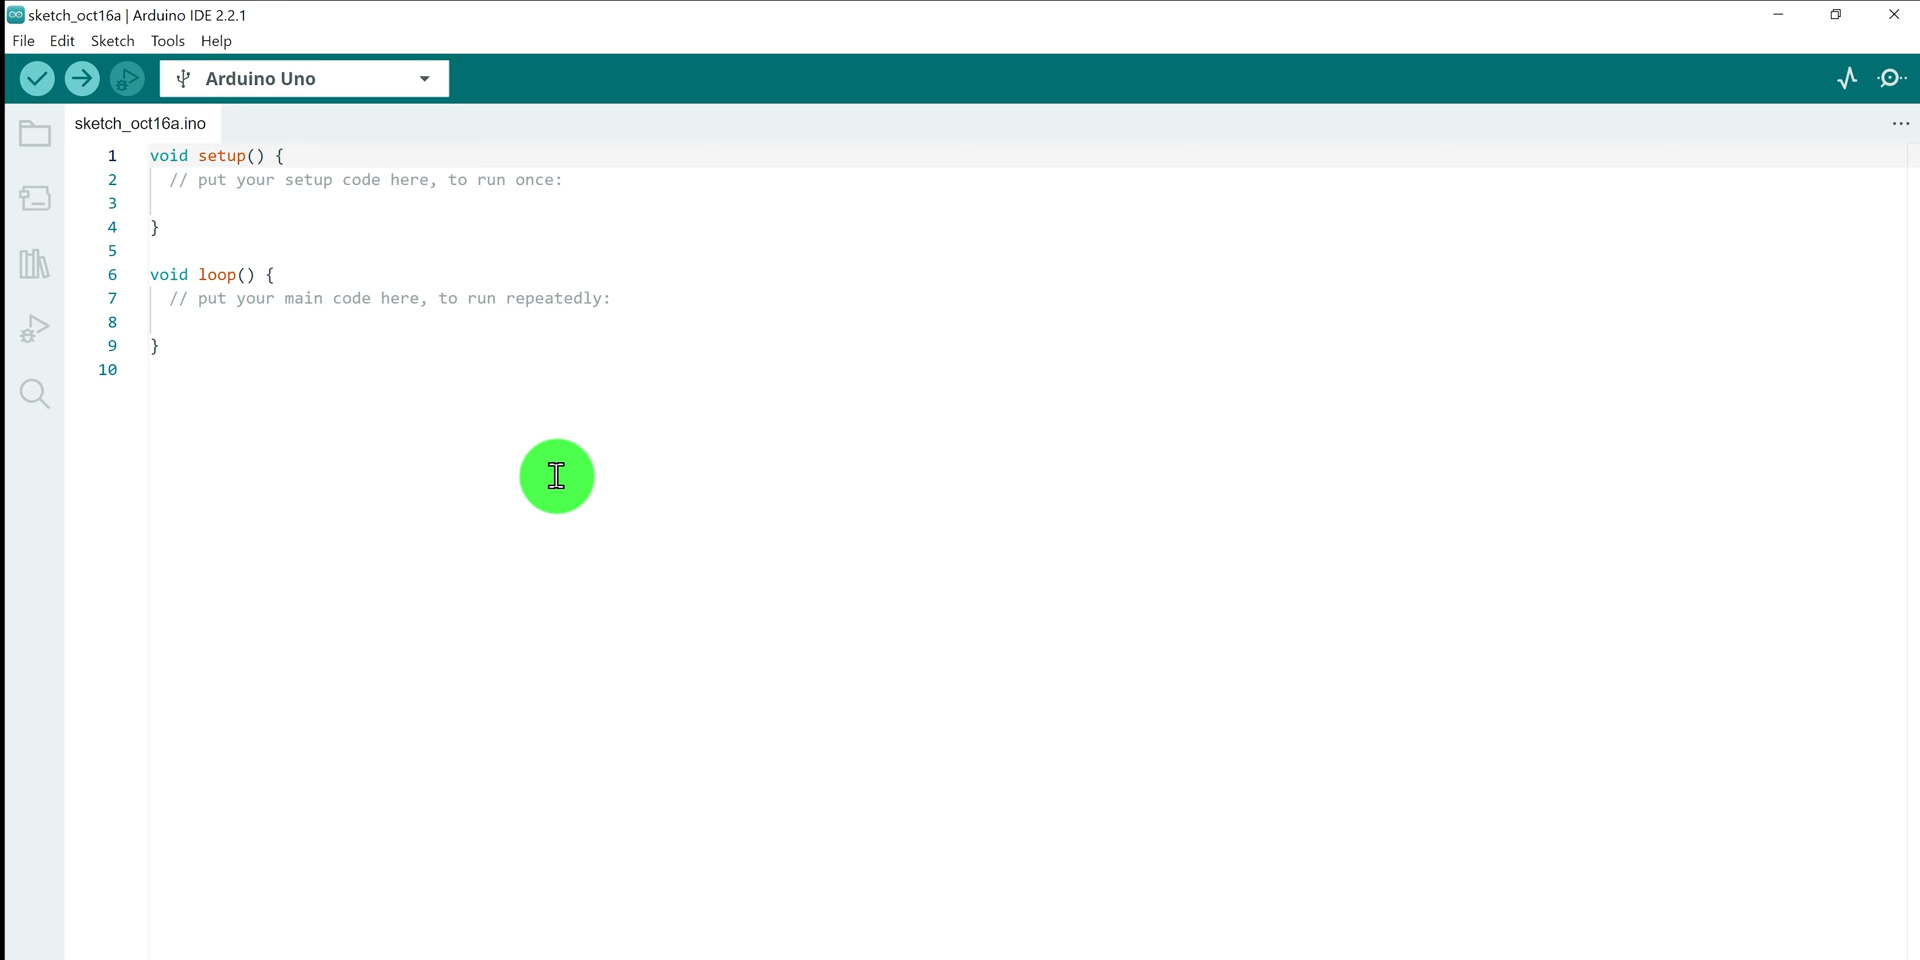 sketch_oct16a | Arduino IDE 2.2.1
File Edit Sketch Tools Help
Arduino Uno
sketch_oct16a.ino
1 void setup() {
2 // put your setup code here, to run once:
3
4 }
5
6 void loop() {
7 // put your main code here, to run repeatedly:
8
9 }
10